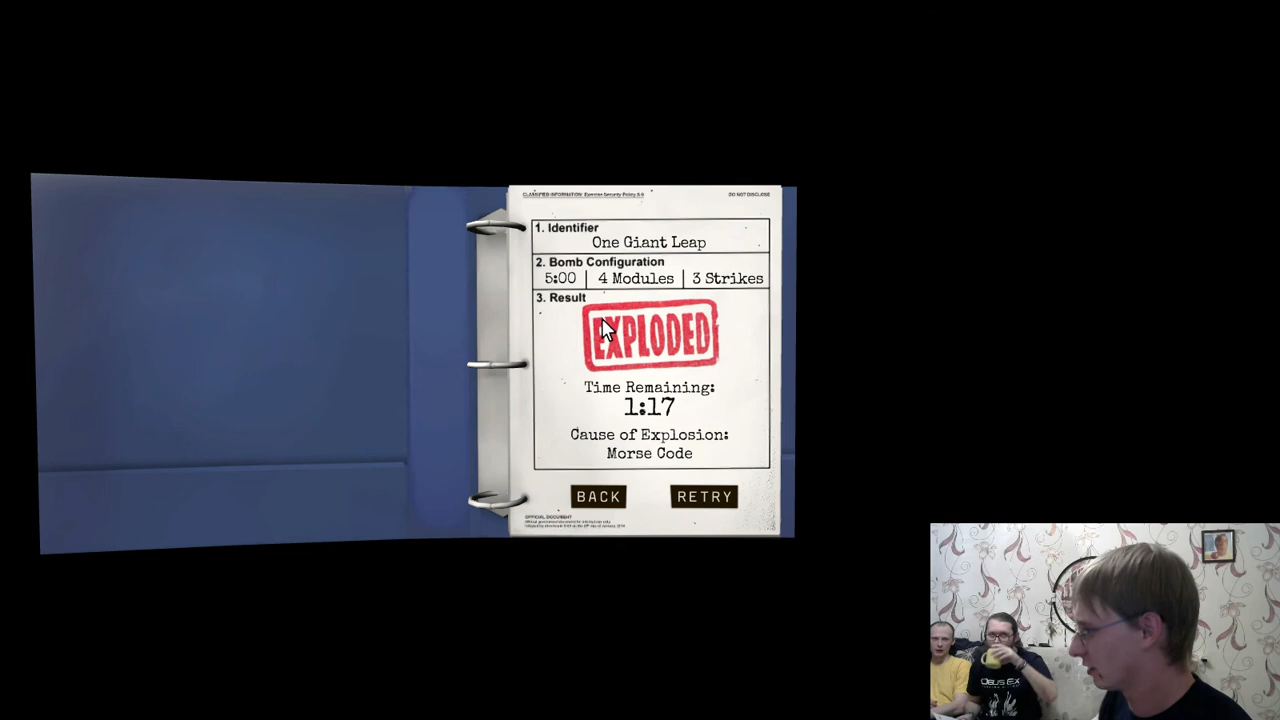 CLASSIFIED INFORMATION
DO NOT DISCLOSE
1. Identifier
One Giant Leap
2. Bomb Configuration
5:00 | 4 Modules | 3 Strikes
3. Result
EXPLODED
Time Remaining:
1:17
Cause of Explosion:
Morse Code
BACK
RETRY
OFFICIAL DOCUMENT